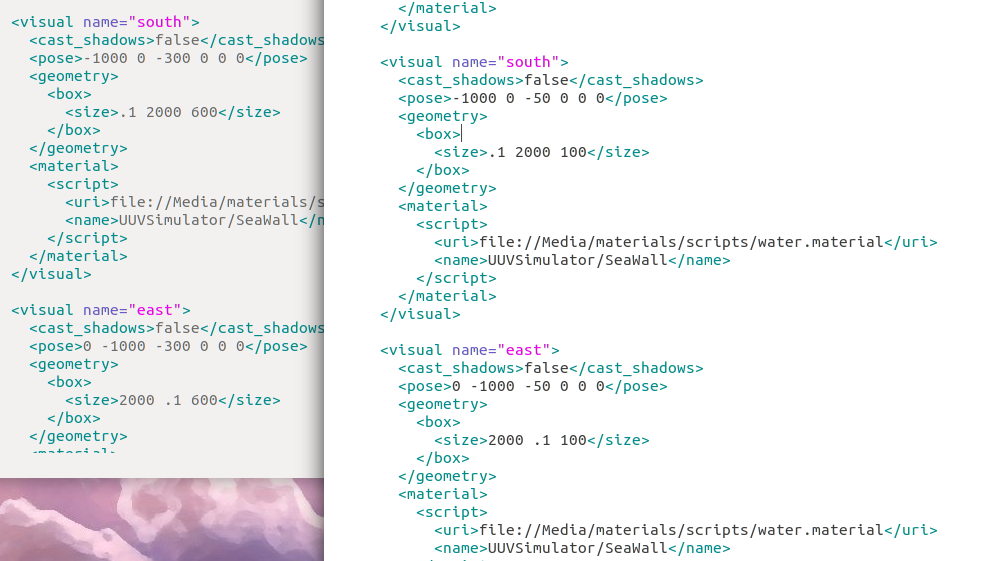 <visual name="south">
<cast_shadows>false</cast_shadows
<pose>-1000 0 -300 0 0 0</pose>
<geometry>
<box>
<size>.1 2000 600</size>
</box>
</geometry>
<material>
<script>
<uri>file://Media/materials/s
<name>UUVSimulator/SeaWall</n
</script>
</material>
</visual>
<visual name="east">
<cast_shadows>false</cast_shadows
<pose>0 -1000 -300 0 0 0</pose>
<geometry>
<box>
<size>2000 .1 600</size>
</box>
</geometry>
<material>
</material>
</visual>
<visual name="south">
<cast_shadows>false</cast_shadows>
<pose>-1000 0 -50 0 0 0</pose>
<geometry>
<box>
<size>.1 2000 100</size>
</box>
</geometry>
<material>
<script>
<uri>file://Media/materials/scripts/water.material</uri>
<name>UUVSimulator/SeaWall</name>
</script>
</material>
</visual>
<visual name="east">
<cast_shadows>false</cast_shadows>
<pose>0 -1000 -50 0 0 0</pose>
<geometry>
<box>
<size>2000 .1 100</size>
</box>
</geometry>
<material>
<script>
<uri>file://Media/materials/scripts/water.material</uri>
<name>UUVSimulator/SeaWall</name>